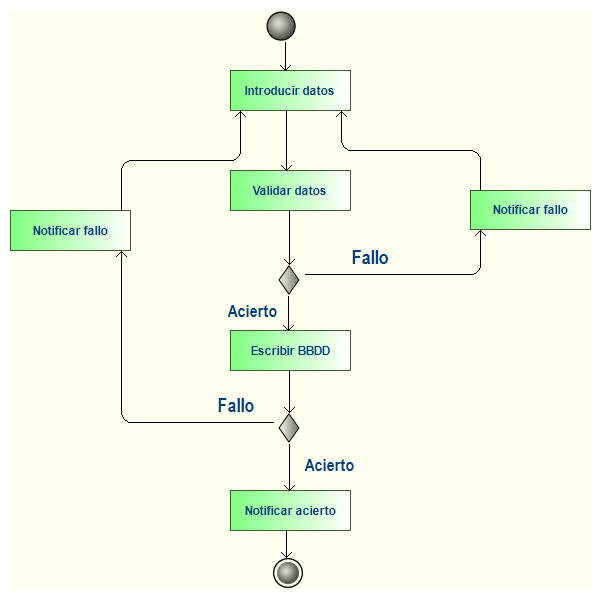 Introducir datos
Validar datos
Notificar fallo
Notificar fallo
Fallo
Acierto
Escribir BBDD
Fallo
Acierto
Notificar acierto